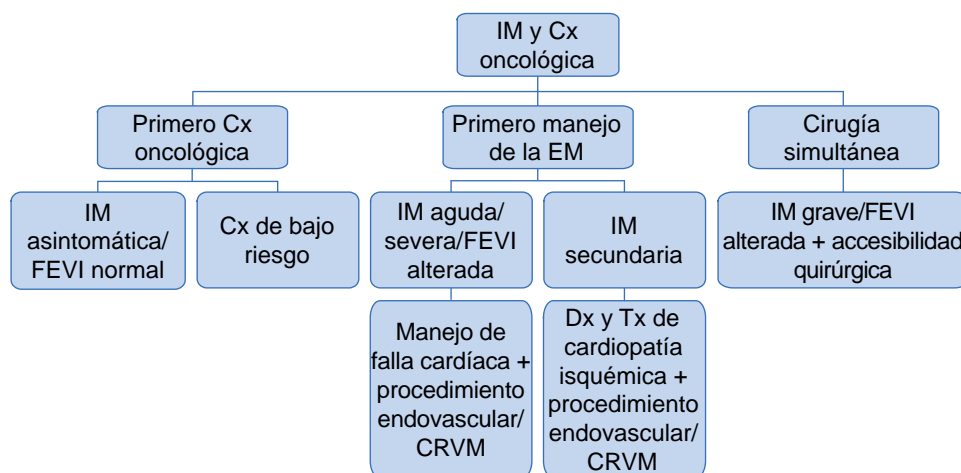 IM y Cx
oncológica
Primero Cx
oncológica
Primero manejo
de la EM
Cirugía
simultánea
IM
asintomática/
FEVI normal
Cx de bajo
riesgo
IM aguda/
severa/FEVI
alterada
IM
secundaria
IM grave/FEVI
alterada + accesibilidad
quirúrgica
Manejo de
falla cardíaca +
procedimiento
endovascular/
CRVM
Dx y Tx de
cardiopatía
isquémica +
procedimiento
endovascular/
CRVM